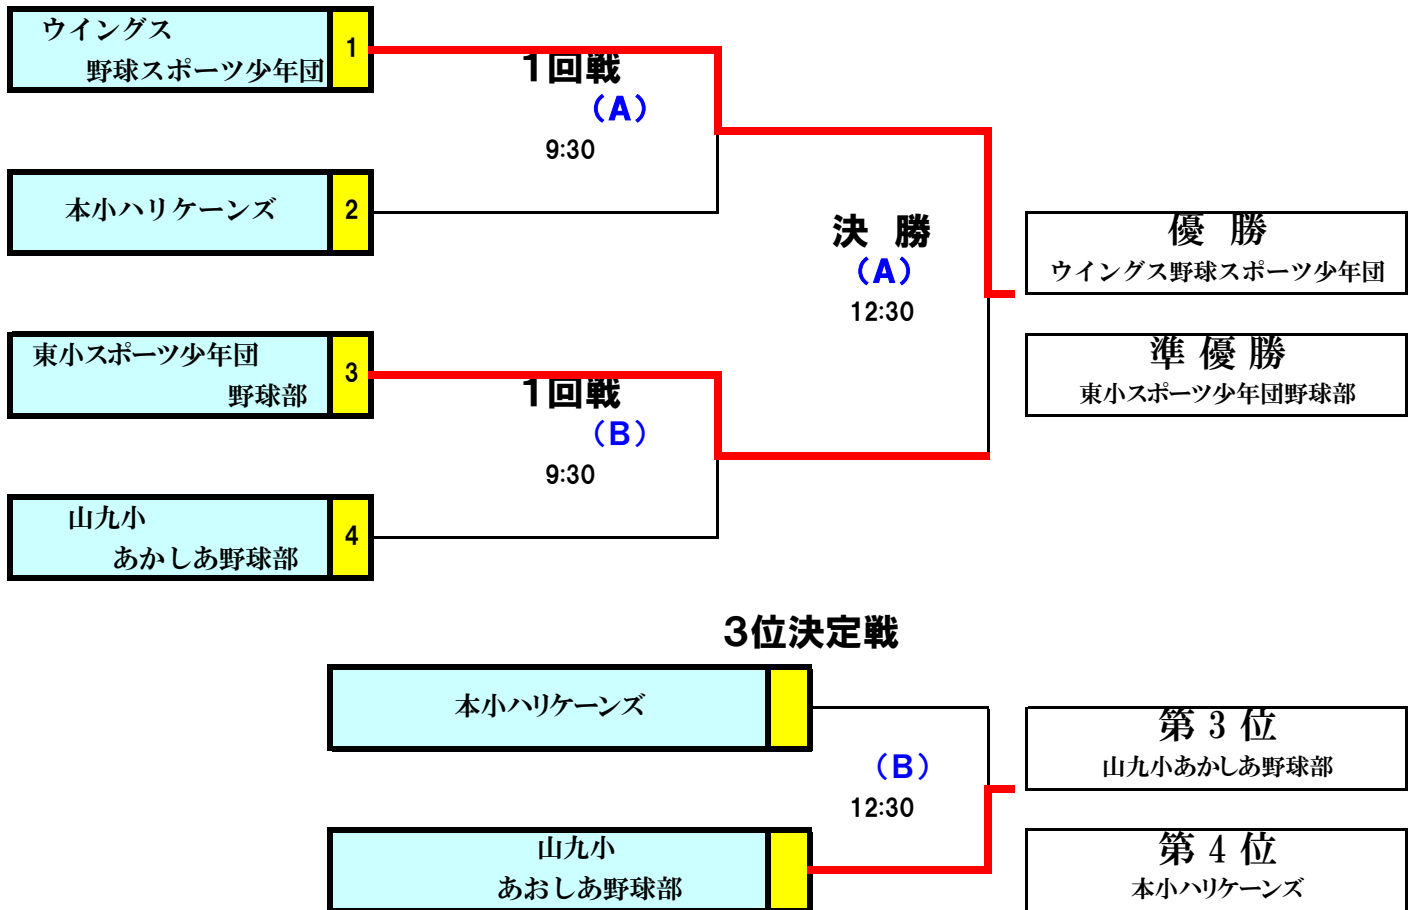 ウイングス
野球スポーツ少年団
1
1回戦
(A)
9:30
本小ハリケーンズ
2
決 勝
(A)
12:30
優 勝
ウイングス野球スポーツ少年団
準 優 勝
東小スポーツ少年団野球部
東小スポーツ少年団
野球部
3
1回戦
(B)
9:30
山九小
あかしあ野球部
4
3位決定戦
本小ハリケーンズ
(B)
12:30
山九小
あおしあ野球部
第 3 位
山九小あかしあ野球部
第 4 位
本小ハリケーンズ